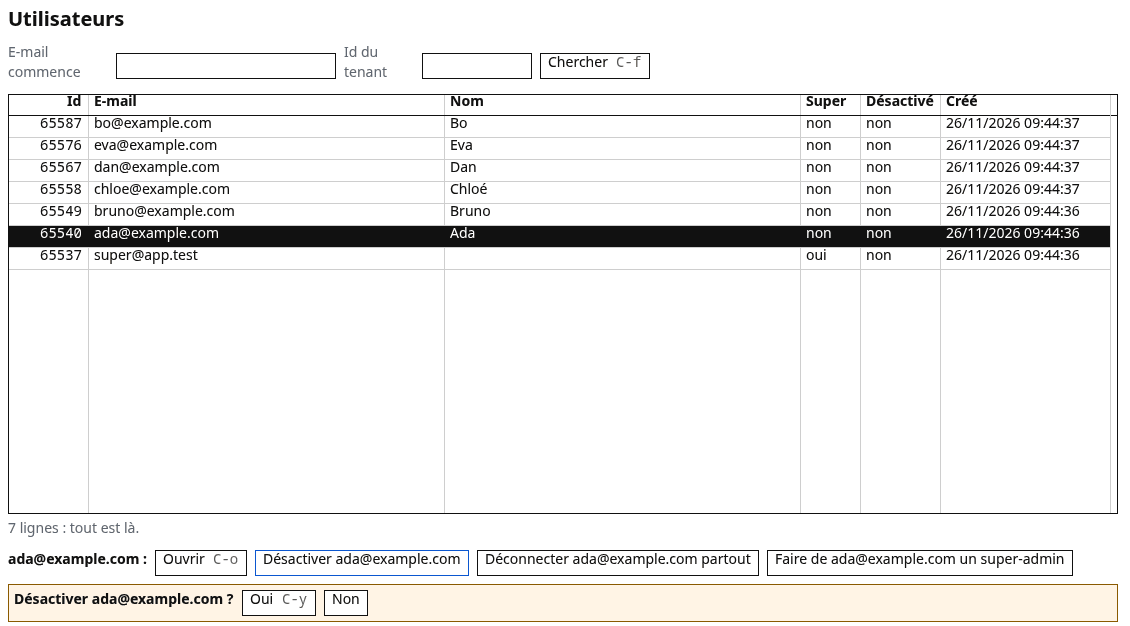 Utilisateurs
E-mail commence
Id du tenant
Chercher C-f
Id E-mail Nom Super Désactivé Créé
65587 bo@example.com Bo non non 26/11/2026 09:44:37
65576 eva@example.com Eva non non 26/11/2026 09:44:37
65567 dan@example.com Dan non non 26/11/2026 09:44:37
65558 chloe@example.com Chloé non non 26/11/2026 09:44:37
65549 bruno@example.com Bruno non non 26/11/2026 09:44:36
65540 ada@example.com Ada non non 26/11/2026 09:44:36
65537 super@app.test oui non 26/11/2026 09:44:36
7 lignes : tout est là.
ada@example.com : Ouvrir C-o Désactiver ada@example.com Déconnecter ada@example.com partout Faire de ada@example.com un super-admin
Désactiver ada@example.com ? Oui C-y Non